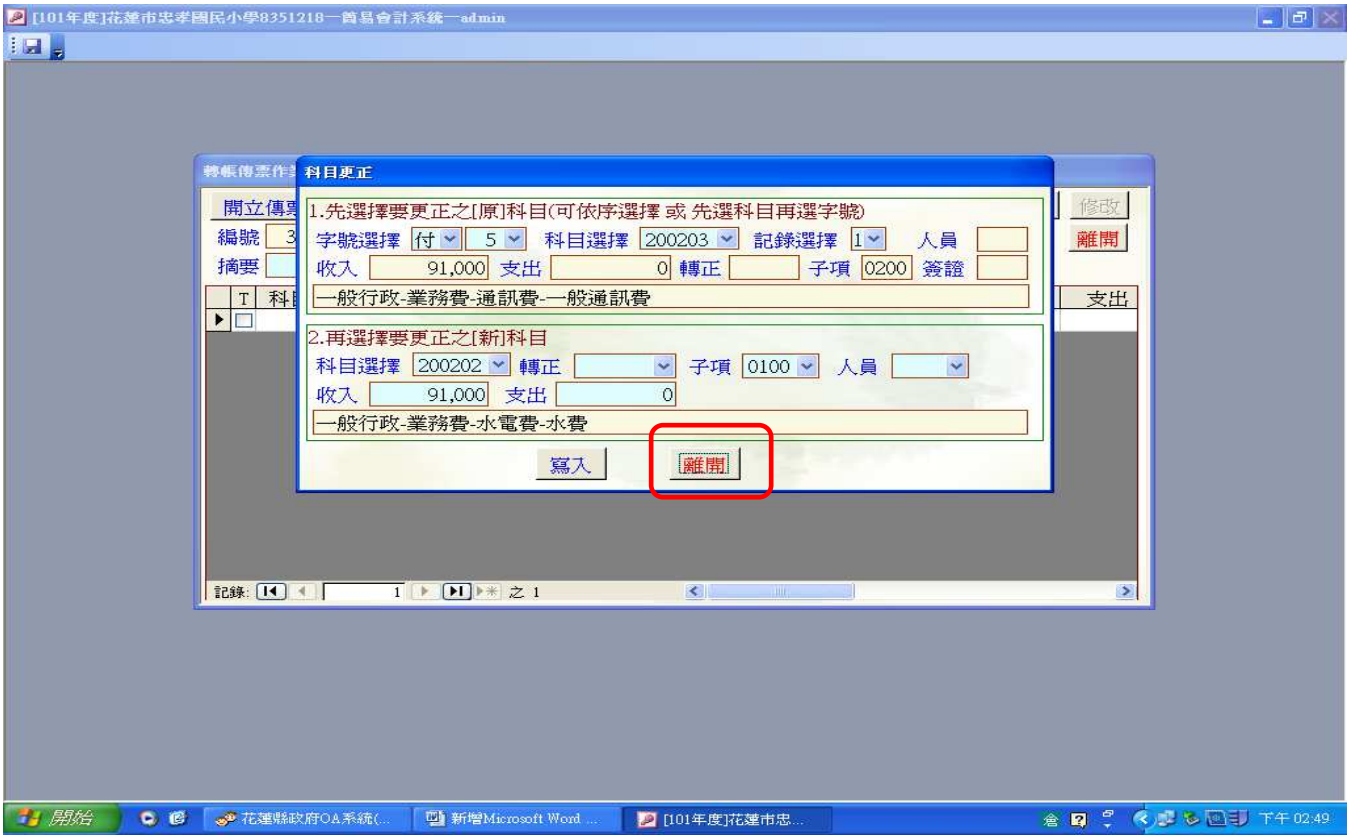 [101年度]花蓮市忠孝國民小學8351218一簡易會計系統一admin
轉帳傳票作業
科目更正
開立傳票
修改
1.先選擇要更正之[原]科目(可依序選擇 或 先選科目再選字號)
編號 3
字號選擇 付 5 科目選擇 200203 記錄選擇 1 人員
離開
摘要
收入 91,000 支出 0 轉正 子項 0200 簽證
一般行政-業務費-通訊費-一般通訊費
T 科
支出
2.再選擇要更正之[新]科目
科目選擇 200202 轉正 子項 0100 人員
收入 91,000 支出 0
一般行政-業務費-水電費-水費
寫入 離開
記錄: 1 之 1
開始 花蓮縣政府OA系統(... 新增Microsoft Word ... [101年度]花蓮市忠... 倉 下午 02:49